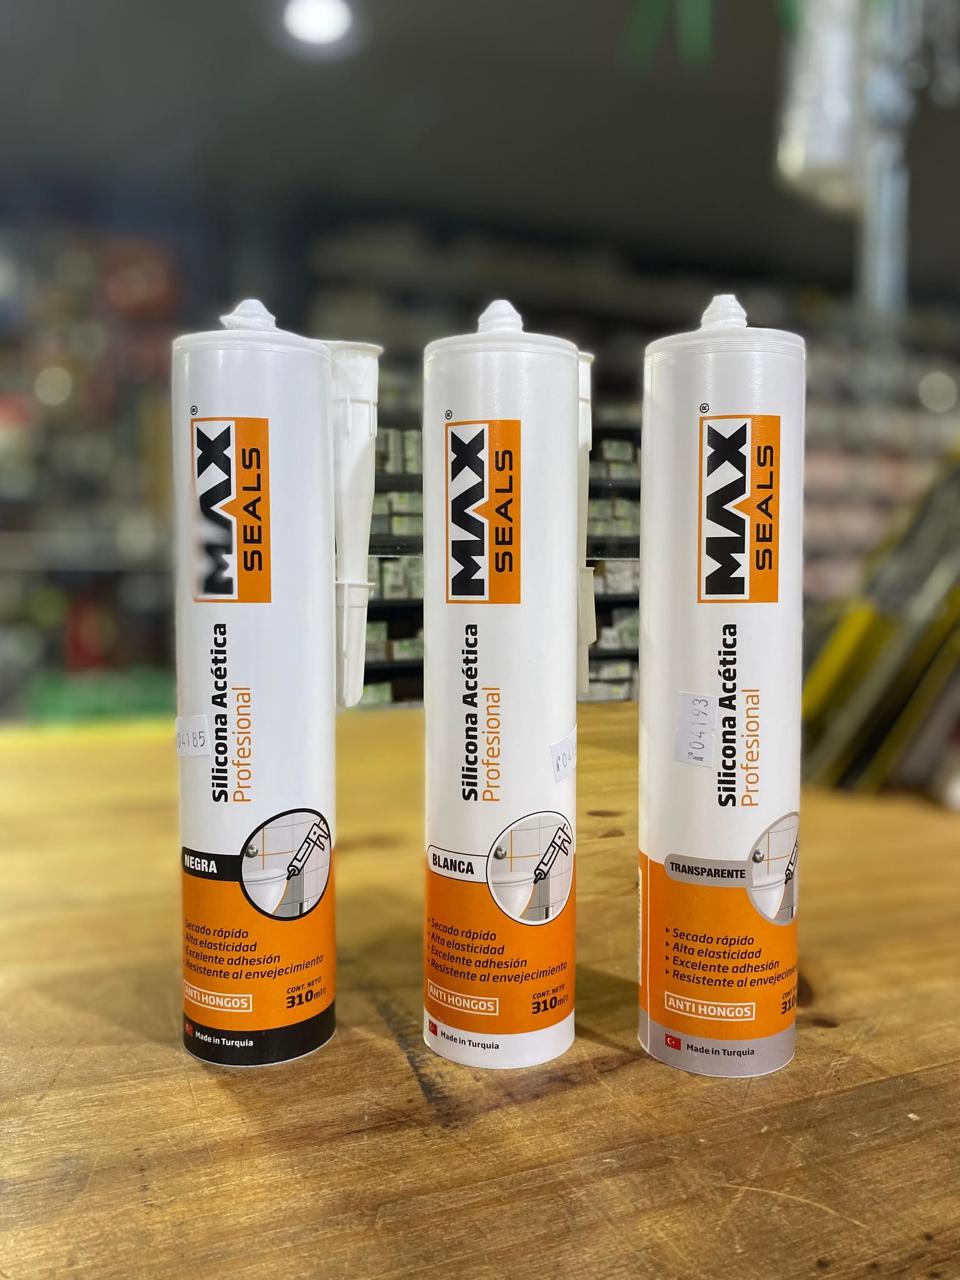 MAX®
SEALS
Silicona Acética
Profesional
04185
NEGRA
Secado rápido
Alta elasticidad
Excelente adhesión
Resistente al envejecimiento
ANTI HONGOS
CONT. NETO
310
Made in Turquia
MAX®
SEALS
Silicona Acética
Profesional
BLANCA
Secado rápido
Alta elasticidad
Excelente adhesión
Resistente al envejecimiento
ANTI HONGOS
CONT. NETO
310ml
Made in Turquia
MAX®
SEALS
Silicona Acética
Profesional
04193
TRANSPARENTE
Secado rápido
Alta elasticidad
Excelente adhesión
Resistente al
ANTI HONGOS
Made in Turquia